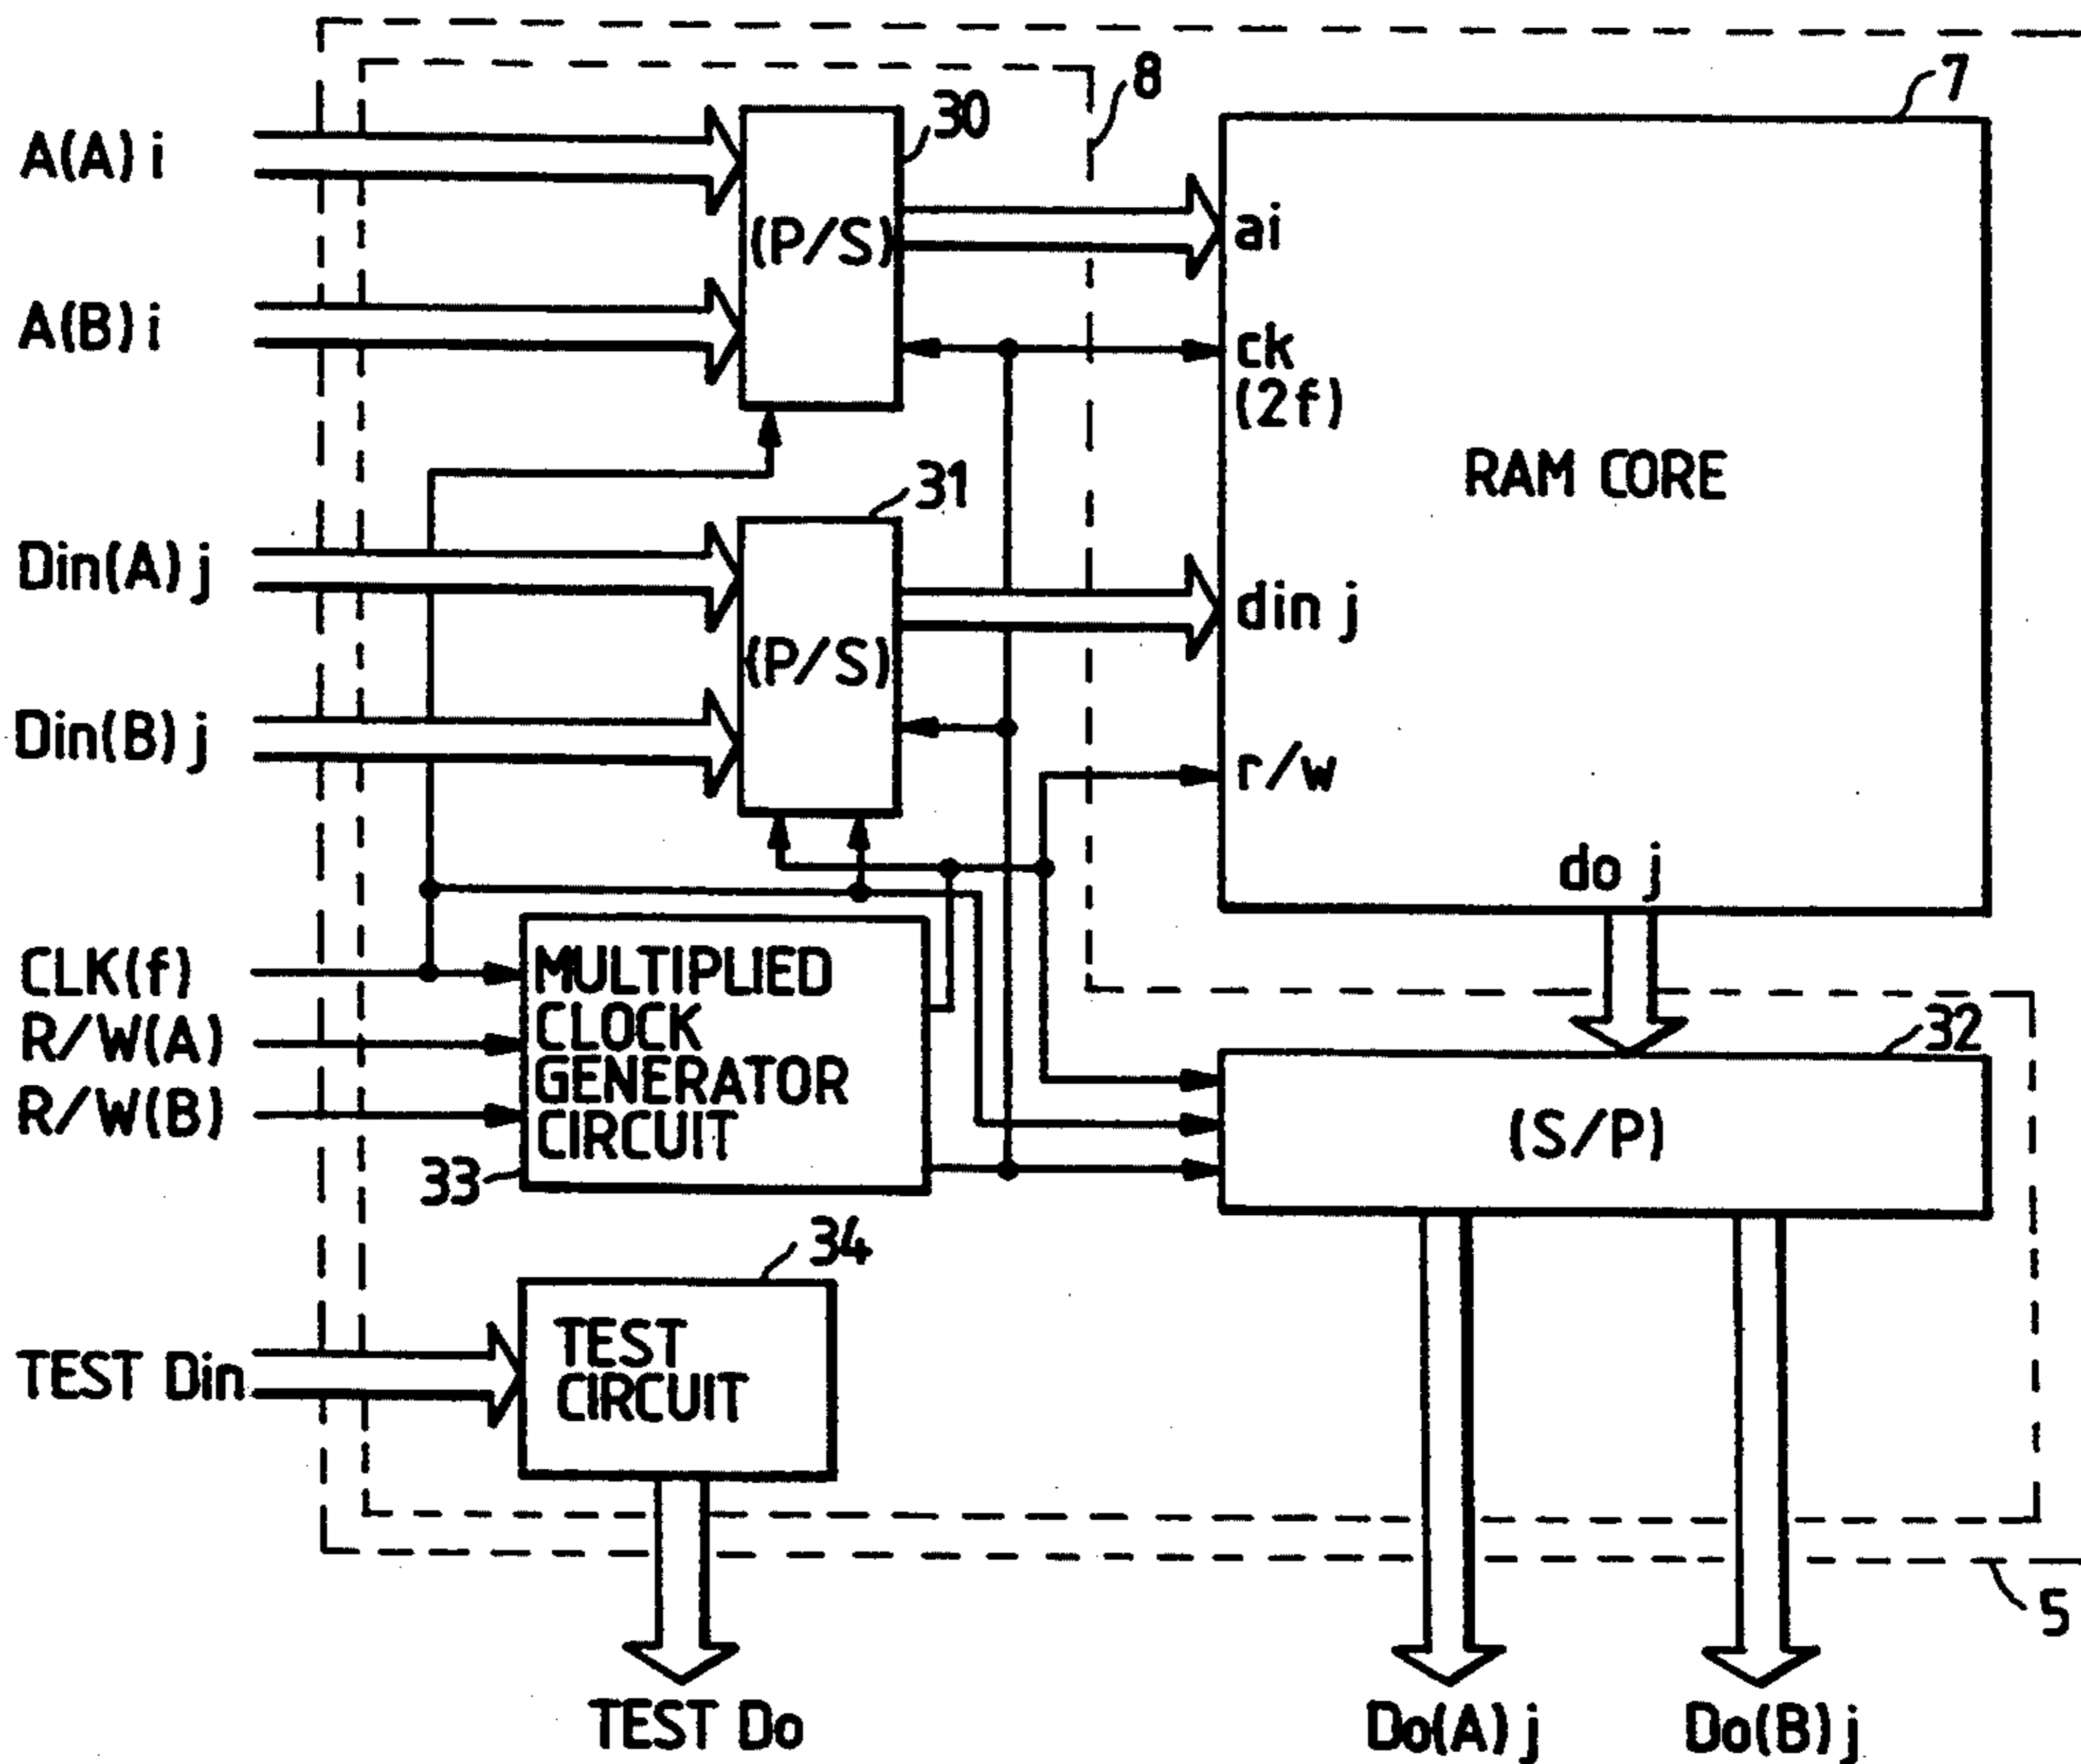 8
7
A(A) i
30
(P/S)
ai
A(B) i
ck
(2f)
RAM CORE
31
Din(A) j
(P/S)
din j
Din(B) j
r/w
do j
CLK(f)
R/W(A)
R/W(B)
MULTIPLIED
CLOCK
GENERATOR
CIRCUIT
33
32
(S/P)
34
TEST Din
TEST
CIRCUIT
5
TEST Do
Do(A) j
Do(B) j